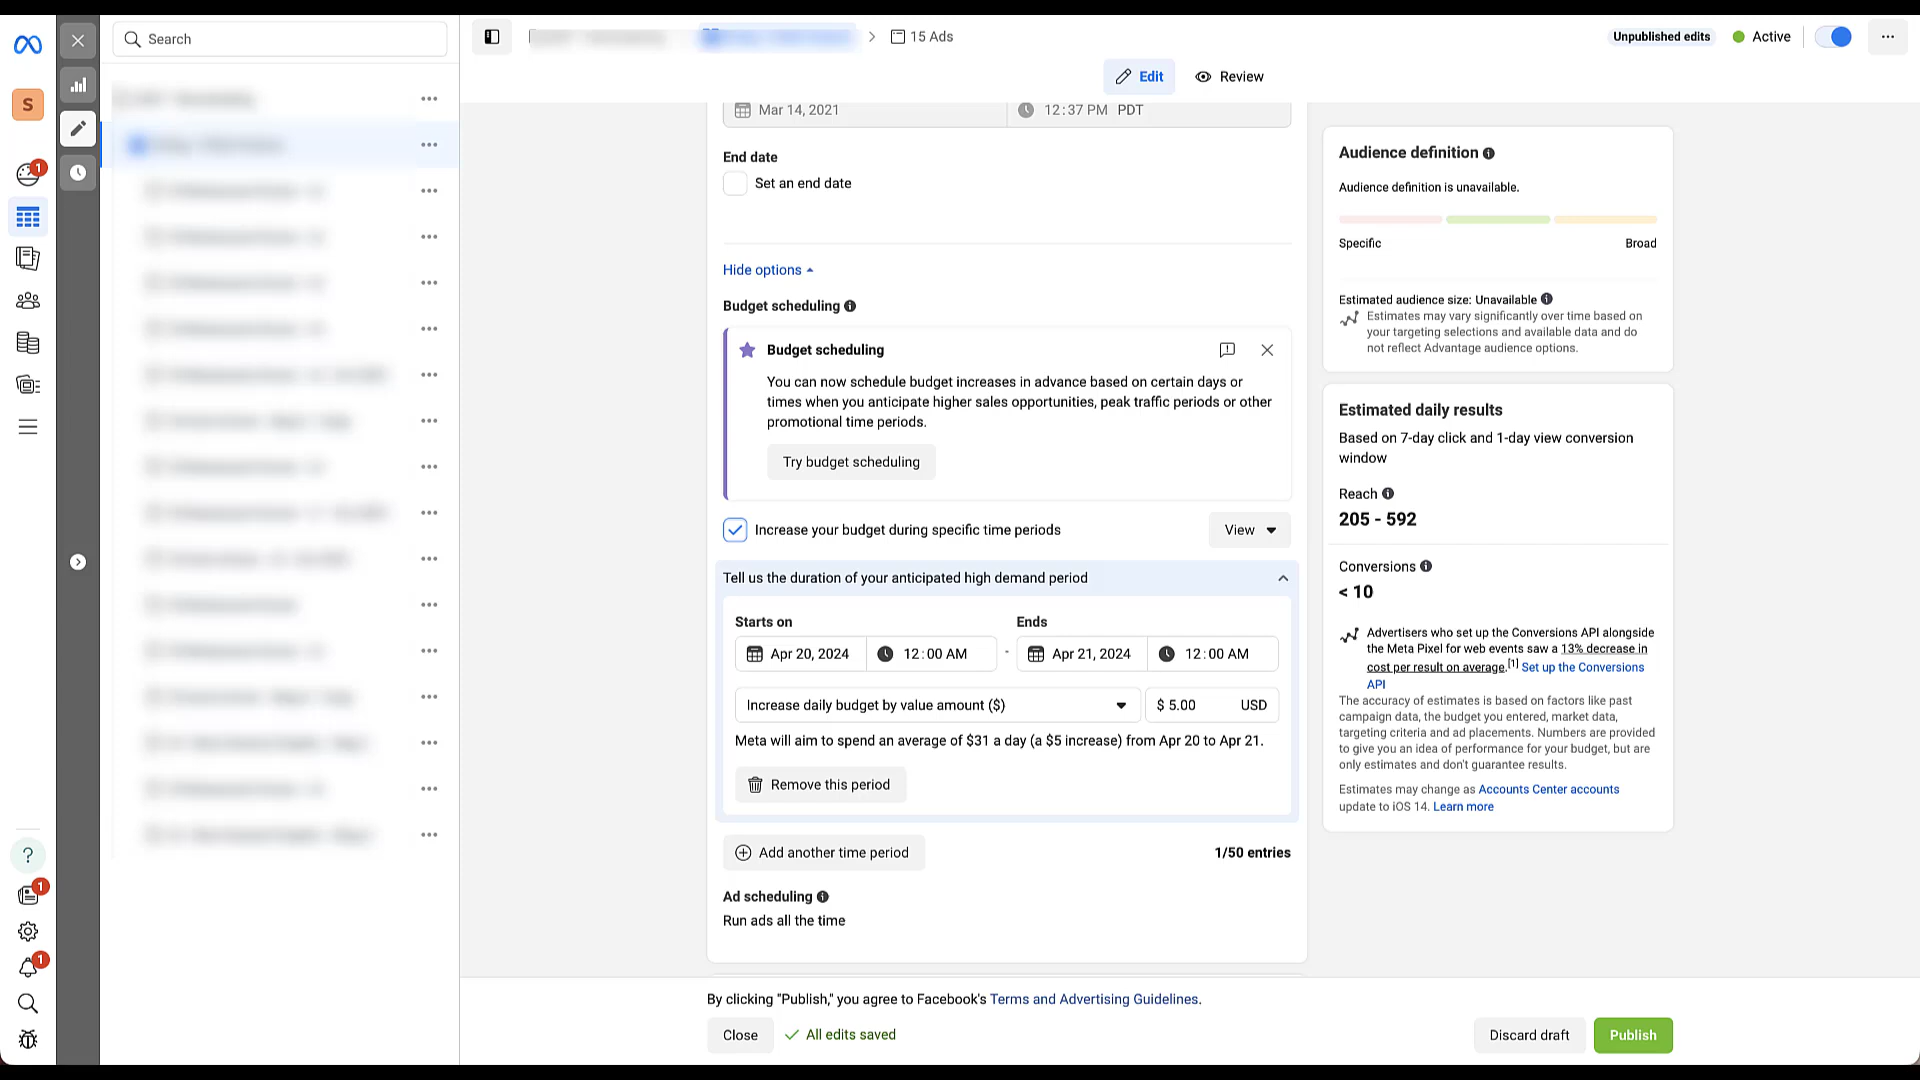 Search
15 Ads
Unpublished edits
Active
Edit
Review
S
1
Mar 14, 2021
12:37 PM PDT
End date
Set an end date
Hide options
Budget scheduling
Budget scheduling
You can now schedule budget increases in advance based on certain days or
times when you anticipate higher sales opportunities, peak traffic periods or other
promotional time periods.
Try budget scheduling
Increase your budget during specific time periods
View
Tell us the duration of your anticipated high demand period
Starts on
Ends
Apr 20, 2024
12:00 AM
-
Apr 21, 2024
12:00 AM
Increase daily budget by value amount ($)
$ 5.00
USD
Meta will aim to spend an average of $31 a day (a $5 increase) from Apr 20 to Apr 21.
Remove this period
Add another time period
1/50 entries
Ad scheduling
Run ads all the time
Audience definition
Audience definition is unavailable.
Specific
Broad
Estimated audience size: Unavailable
Estimates may vary significantly over time based on
your targeting selections and available data and do
not reflect Advantage audience options.
Estimated daily results
Based on 7-day click and 1-day view conversion
window
Reach
205 - 592
Conversions
< 10
Advertisers who set up the Conversions API alongside
the Meta Pixel for web events saw a 13% decrease in
cost per result on average.[1] Set up the Conversions
API
The accuracy of estimates is based on factors like past
campaign data, the budget you entered, market data,
targeting criteria and ad placements. Numbers are provided
to give you an idea of performance for your budget, but are
only estimates and don't guarantee results.
Estimates may change as Accounts Center accounts
update to iOS 14. Learn more
?
1
1
By clicking "Publish," you agree to Facebook's Terms and Advertising Guidelines.
Close
All edits saved
Discard draft
Publish